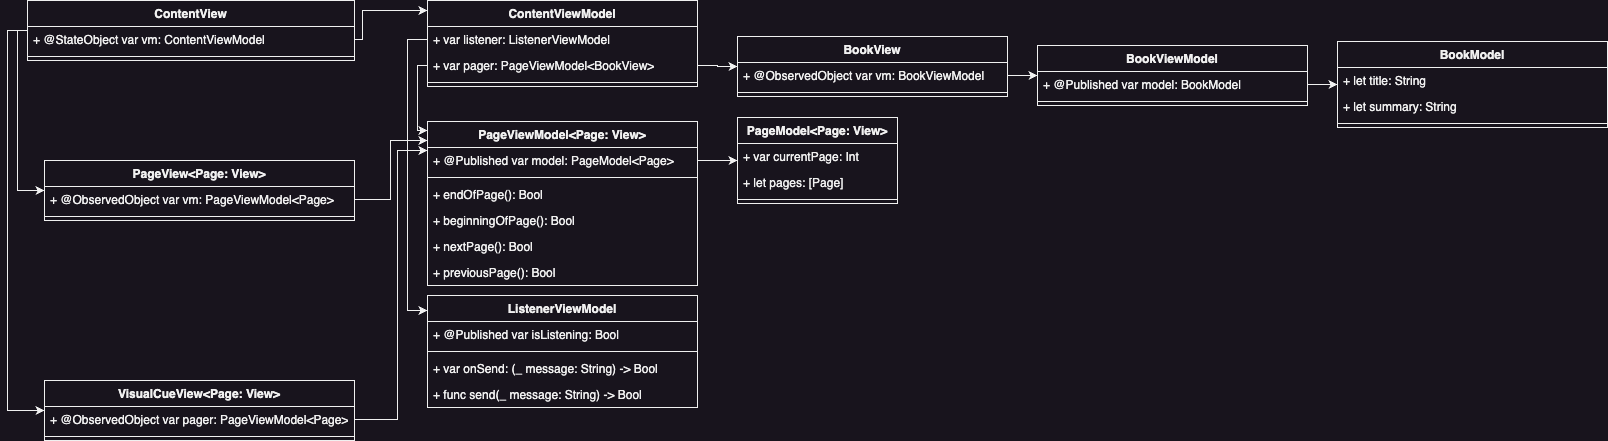 ContentView
+ @StateObject var vm: ContentViewModel
ContentViewModel
+ var listener: ListenerViewModel
+ var pager: PageViewModel<BookView>
BookView
+ @ObservedObject var vm: BookViewModel
BookViewModel
+ @Published var model: BookModel
BookModel
+ let title: String
+ let summary: String
PageView<Page: View>
+ @ObservedObject var vm: PageViewModel<Page>
PageViewModel<Page: View>
+ @Published var model: PageModel<Page>
+ endOfPage(): Bool
+ beginningOfPage(): Bool
+ nextPage(): Bool
+ previousPage(): Bool
PageModel<Page: View>
+ var currentPage: Int
+ let pages: [Page]
ListenerViewModel
+ @Published var isListening: Bool
+ var onSend: (_ message: String) -> Bool
+ func send(_ message: String) -> Bool
VisualCueView<Page: View>
+ @ObservedObject var pager: PageViewModel<Page>